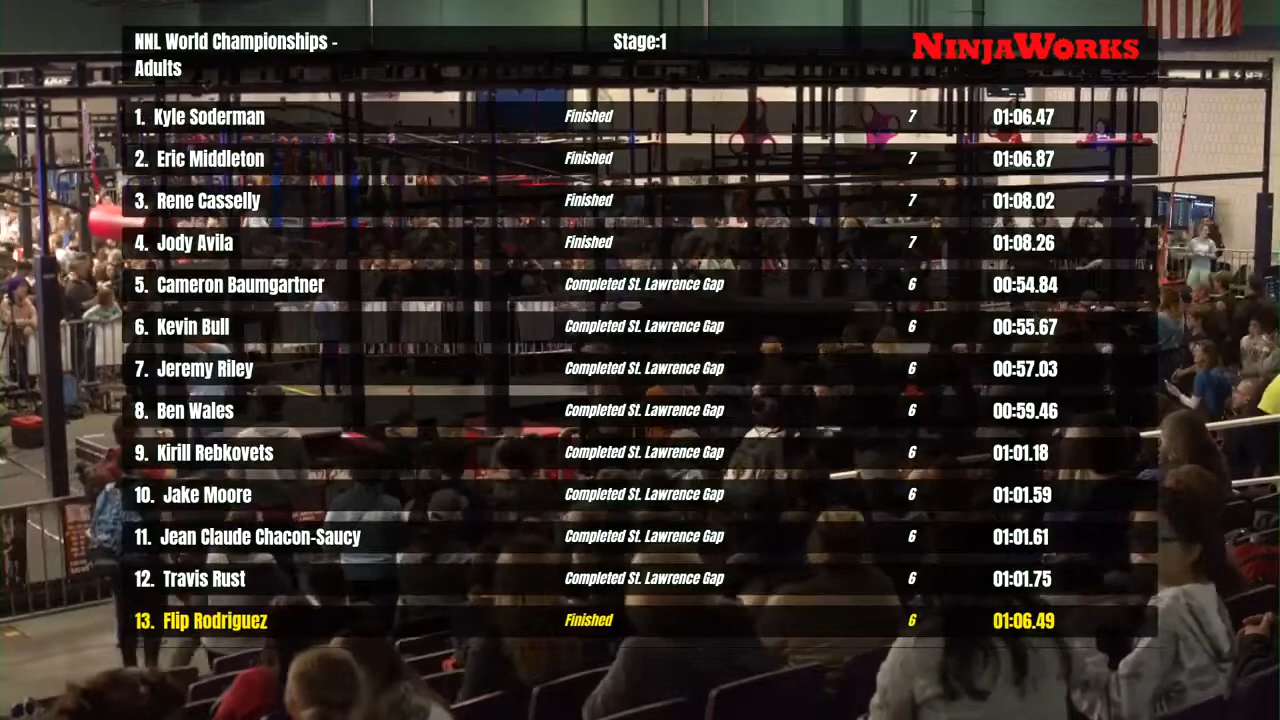 NNL World Championships - Stage:1 NINJAWORKS
Adults
1. Kyle Soderman Finished 7 01:06.47
2. Eric Middleton Finished 7 01:06.87
3. Rene Casselly Finished 7 01:08.02
4. Jody Avila Finished 7 01:08.26
5. Cameron Baumgartner Completed St. Lawrence Gap 6 00:54.84
6. Kevin Bull Completed St. Lawrence Gap 6 00:55.67
7. Jeremy Riley Completed St. Lawrence Gap 6 00:57.03
8. Ben Wales Completed St. Lawrence Gap 6 00:59.46
9. Kirill Rebkovets Completed St. Lawrence Gap 6 01:01.18
10. Jake Moore Completed St. Lawrence Gap 6 01:01.59
11. Jean Claude Chacon-Saucy Completed St. Lawrence Gap 6 01:01.61
12. Travis Rust Completed St. Lawrence Gap 6 01:01.75
13. Flip Rodriguez Finished 6 01:06.49